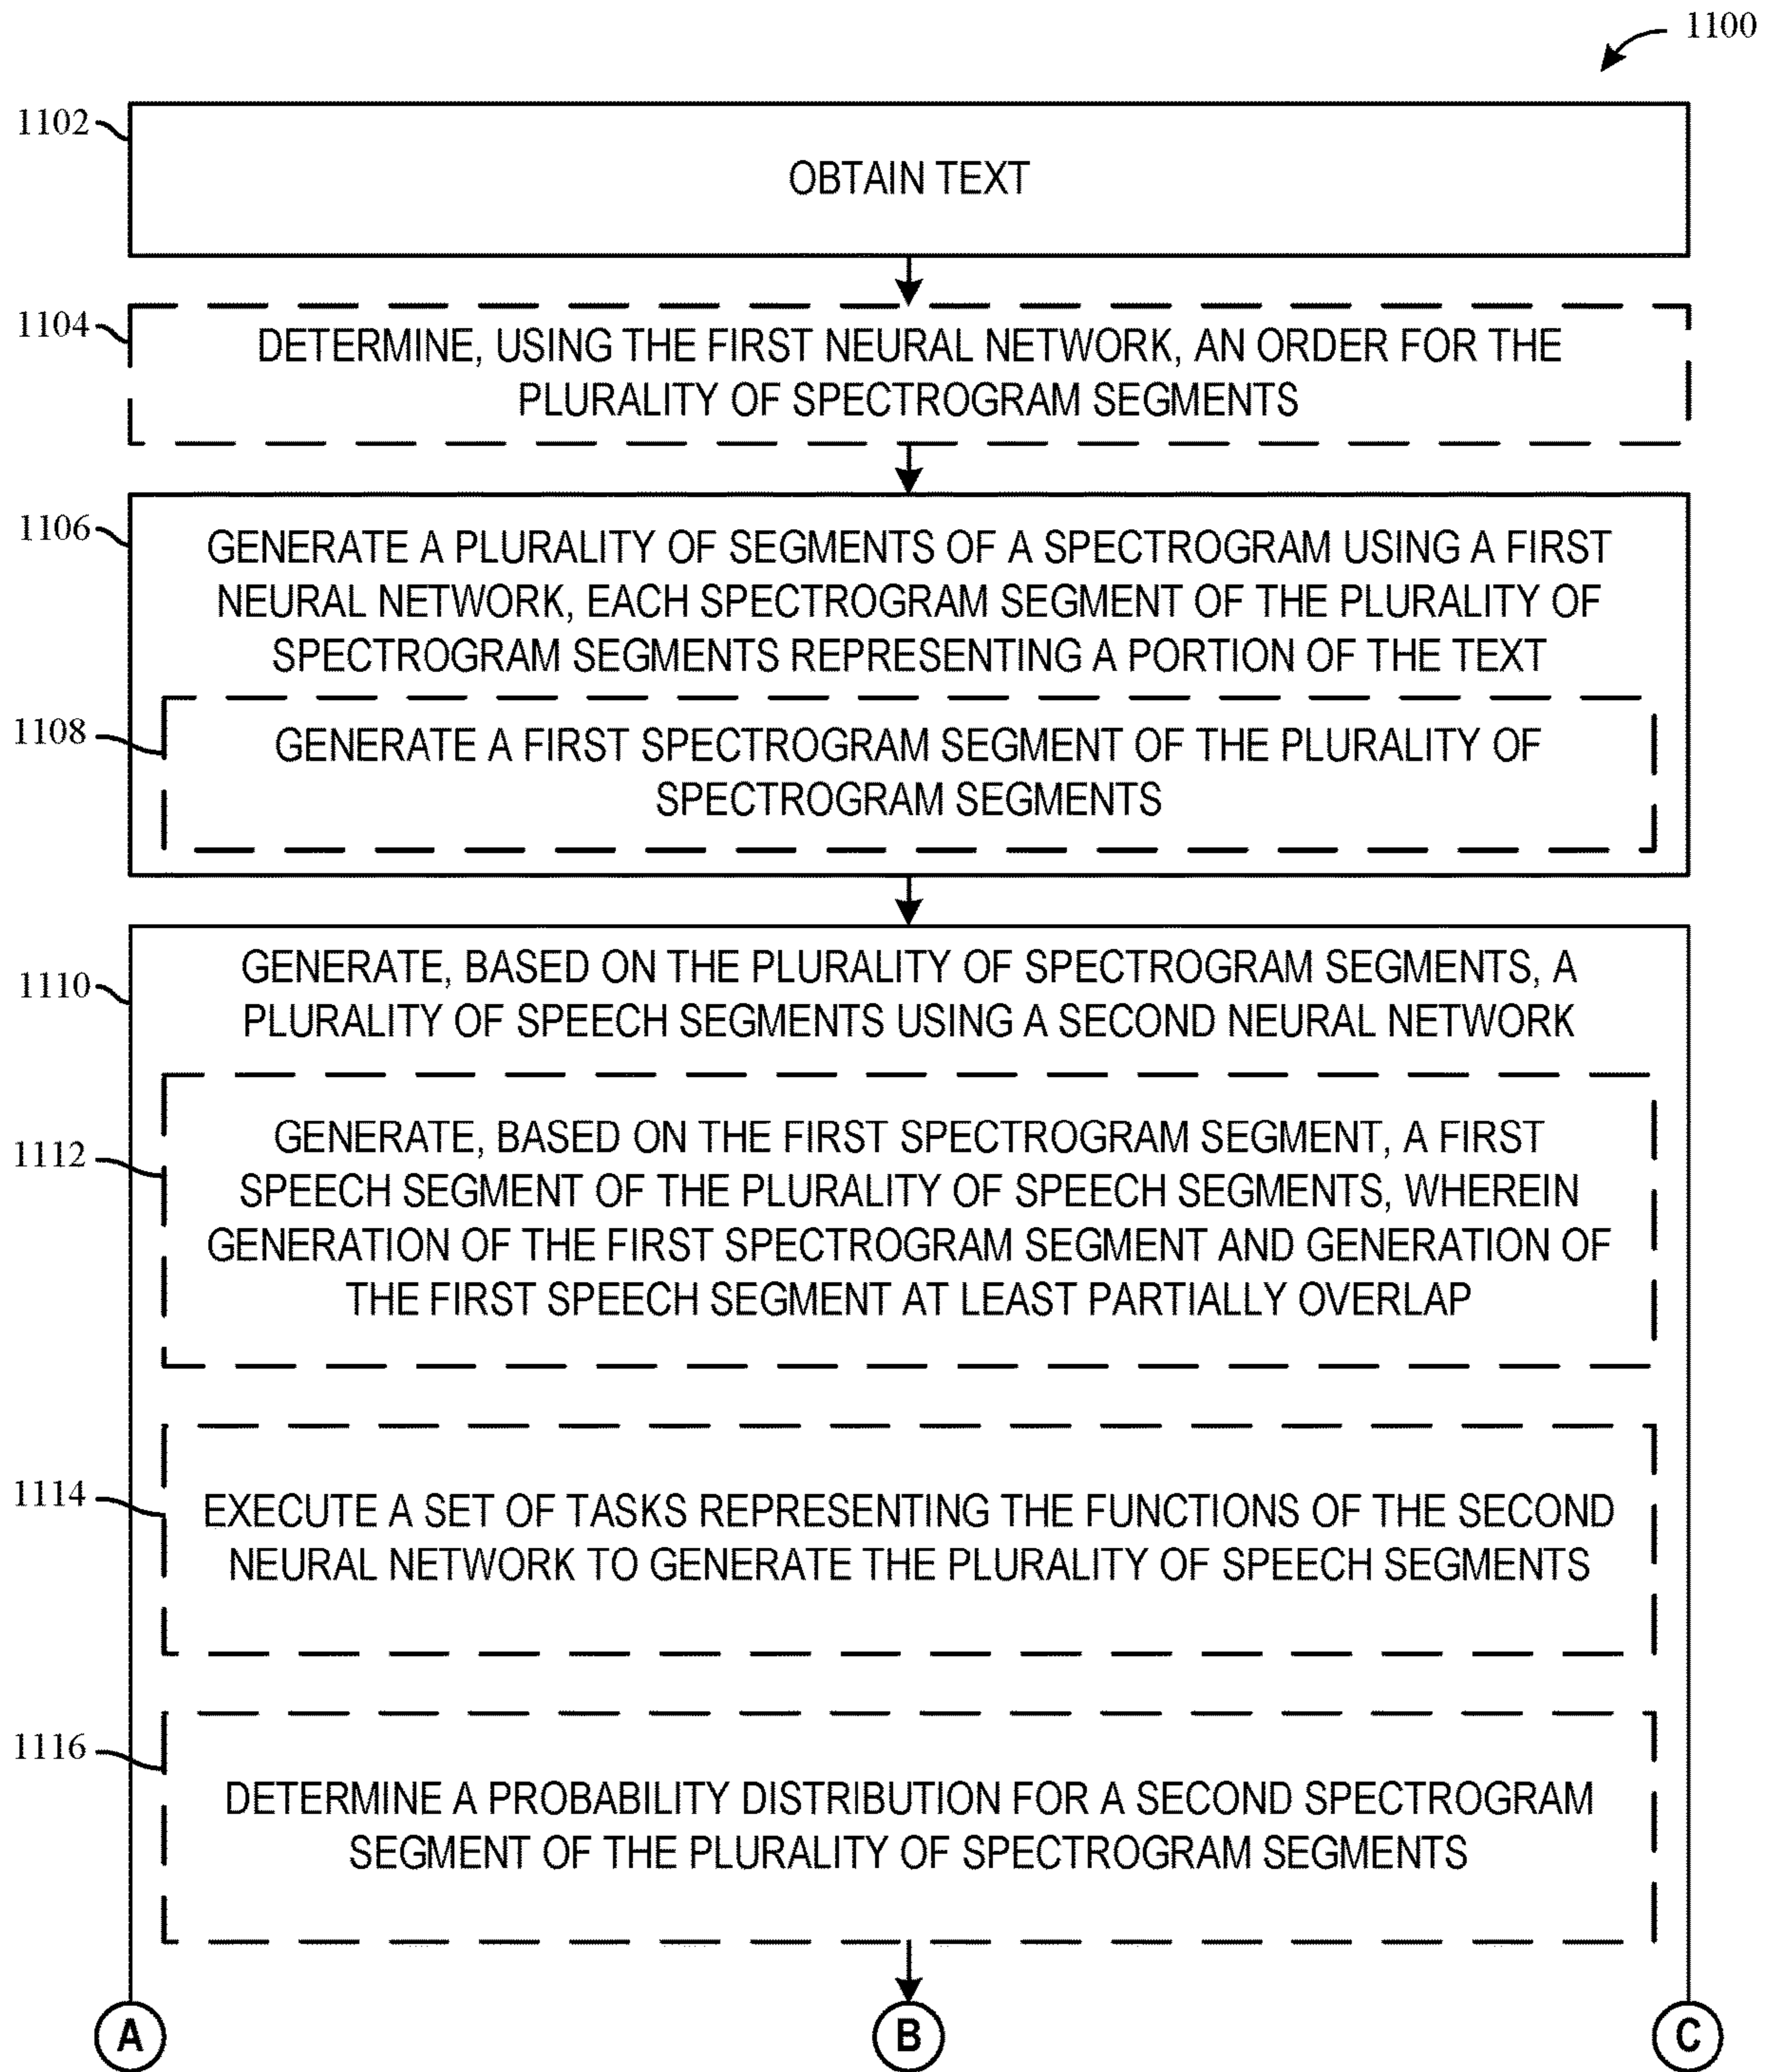 1100
1102
OBTAIN TEXT
1104
DETERMINE, USING THE FIRST NEURAL NETWORK, AN ORDER FOR THE
PLURALITY OF SPECTROGRAM SEGMENTS
1106
GENERATE A PLURALITY OF SEGMENTS OF A SPECTROGRAM USING A FIRST
NEURAL NETWORK, EACH SPECTROGRAM SEGMENT OF THE PLURALITY OF
SPECTROGRAM SEGMENTS REPRESENTING A PORTION OF THE TEXT
1108
GENERATE A FIRST SPECTROGRAM SEGMENT OF THE PLURALITY OF
SPECTROGRAM SEGMENTS
1110
GENERATE, BASED ON THE PLURALITY OF SPECTROGRAM SEGMENTS, A
PLURALITY OF SPEECH SEGMENTS USING A SECOND NEURAL NETWORK
1112
GENERATE, BASED ON THE FIRST SPECTROGRAM SEGMENT, A FIRST
SPEECH SEGMENT OF THE PLURALITY OF SPEECH SEGMENTS, WHEREIN
GENERATION OF THE FIRST SPECTROGRAM SEGMENT AND GENERATION OF
THE FIRST SPEECH SEGMENT AT LEAST PARTIALLY OVERLAP
1114
EXECUTE A SET OF TASKS REPRESENTING THE FUNCTIONS OF THE SECOND
NEURAL NETWORK TO GENERATE THE PLURALITY OF SPEECH SEGMENTS
1116
DETERMINE A PROBABILITY DISTRIBUTION FOR A SECOND SPECTROGRAM
SEGMENT OF THE PLURALITY OF SPECTROGRAM SEGMENTS
A B C